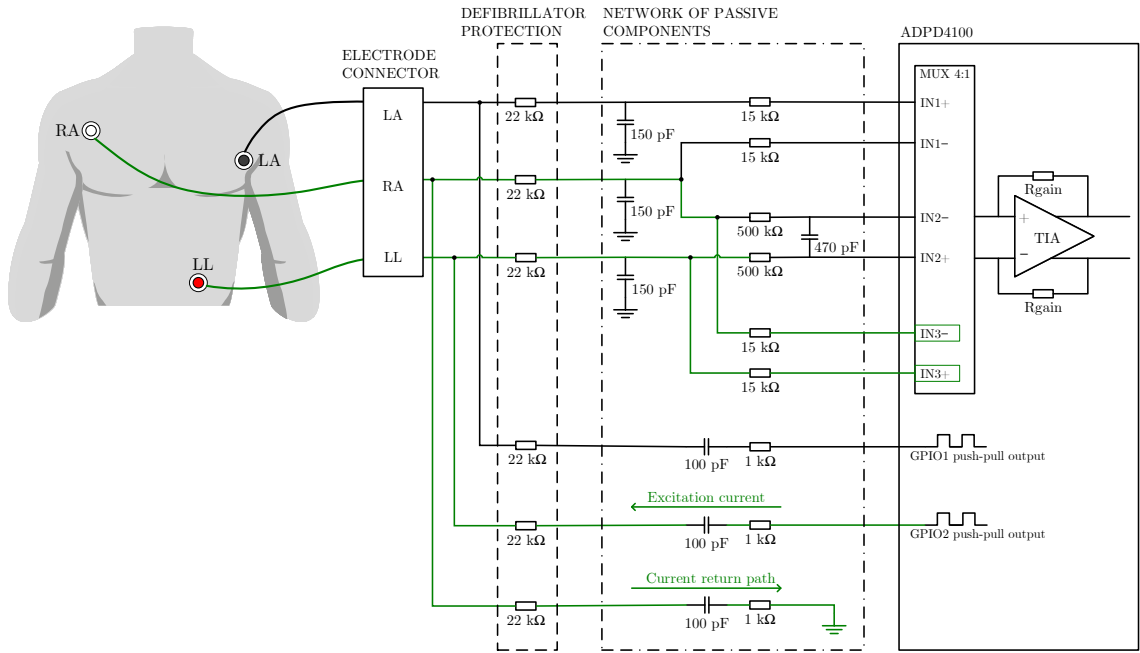 DEFIBRILLATOR
PROTECTION
NETWORK OF PASSIVE
COMPONENTS
ADPD4100
ELECTRODE
CONNECTOR
MUX 4:1
LA
22 kΩ
15 kΩ
IN1+
150 pF
RA
LA
15 kΩ
IN1−
RA
22 kΩ
150 pF
Rgain
500 kΩ
IN2−
470 pF
+
TIA
−
LL
LL
22 kΩ
500 kΩ
IN2+
150 pF
Rgain
15 kΩ
IN3−
15 kΩ
IN3+
22 kΩ
100 pF
1 kΩ
GPIO1 push-pull output
Excitation current
22 kΩ
100 pF
1 kΩ
GPIO2 push-pull output
Current return path
22 kΩ
100 pF
1 kΩ